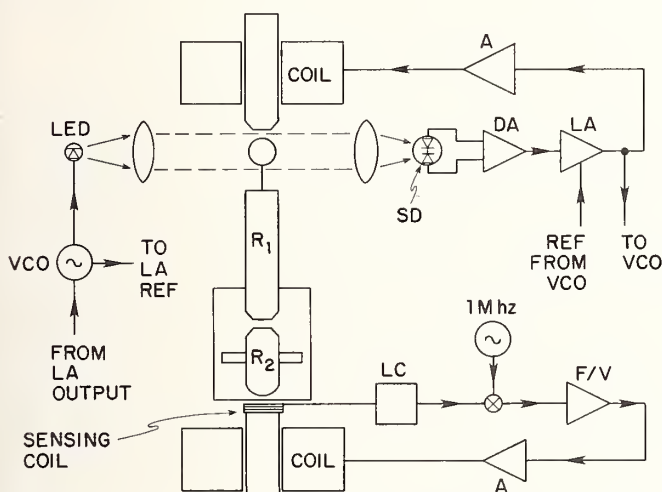 A
COIL
LED
DA
LA
SD
R1
VCO
TO
LA
REF
REF
FROM
VCO
TO
VCO
FROM
LA
OUTPUT
1Mhz
R2
LC
F/V
SENSING
COIL
COIL
A